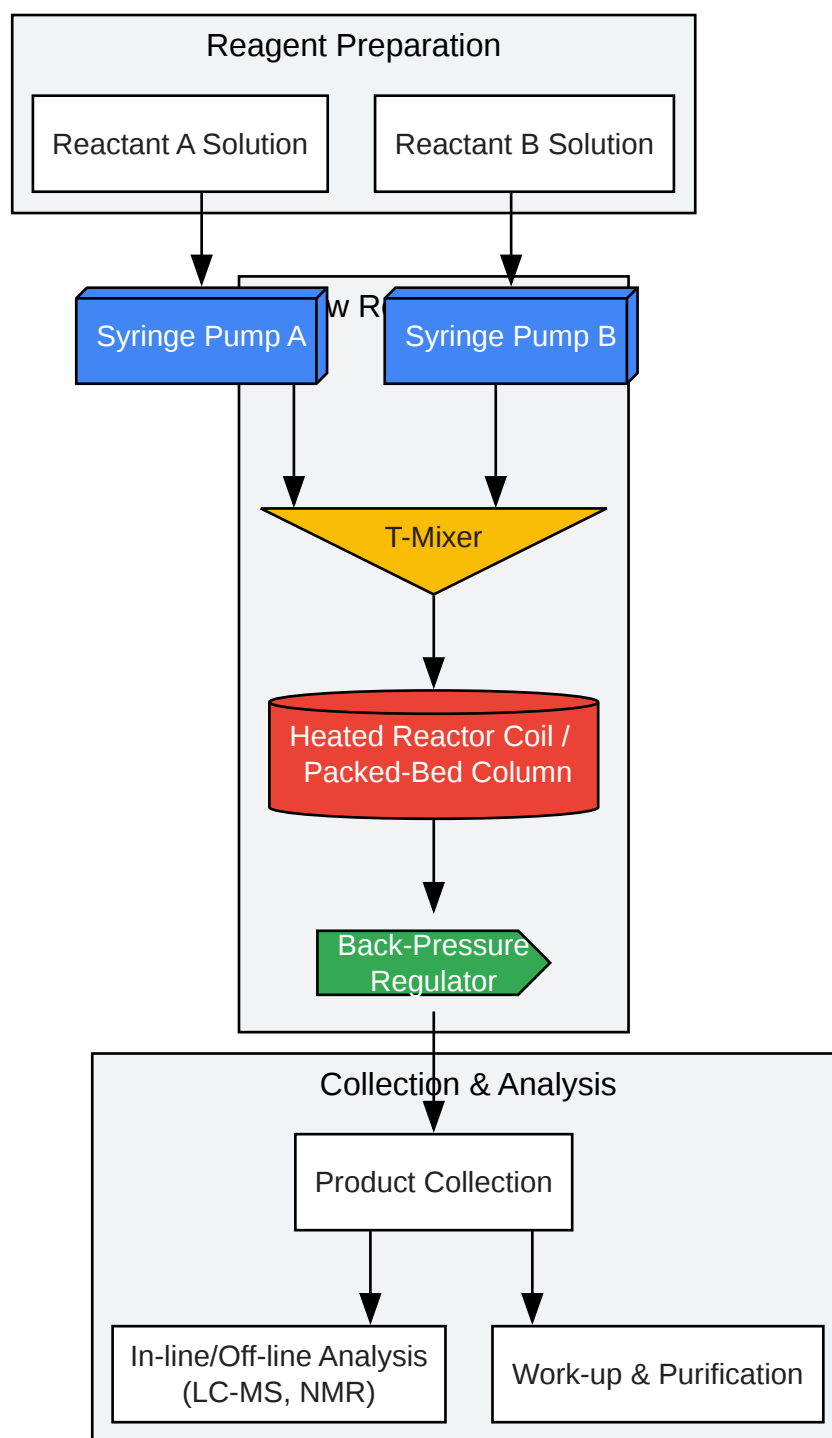 Reagent Preparation
Reactant A Solution
Reactant B Solution
Syringe Pump A
Syringe Pump B
T-Mixer
Heated Reactor Coil /
Packed-Bed Column
Back-Pressure
Regulator
Collection & Analysis
Product Collection
In-line/Off-line Analysis
(LC-MS, NMR)
Work-up & Purification